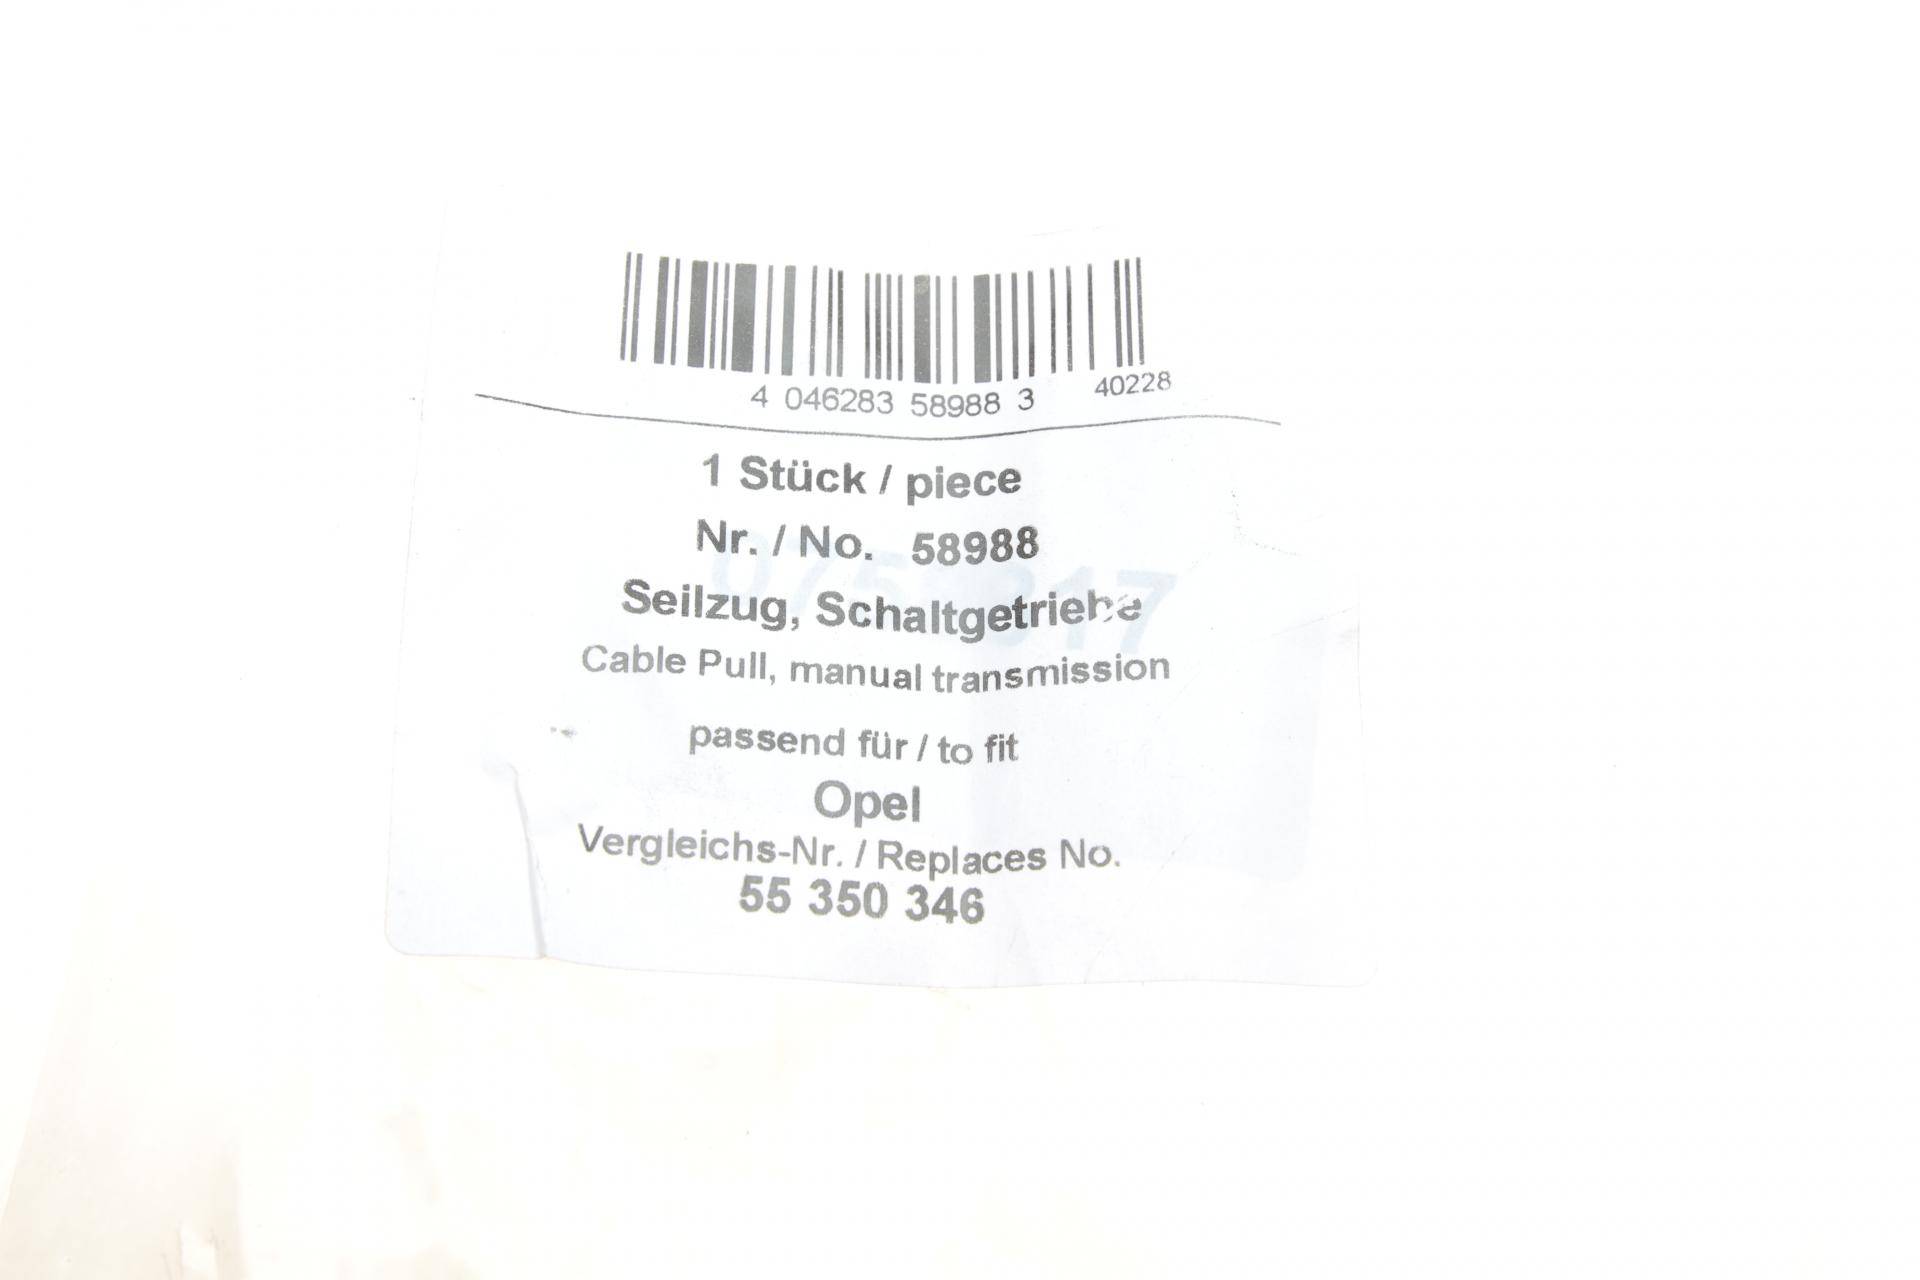 4 046283 58988 3 40228
1 Stück / piece
Nr. / No. 58988
Seilzug, Schaltgetriebe
Cable Pull, manual transmission
passend für / to fit
Opel
Vergleichs-Nr. / Replaces No.
55 350 346